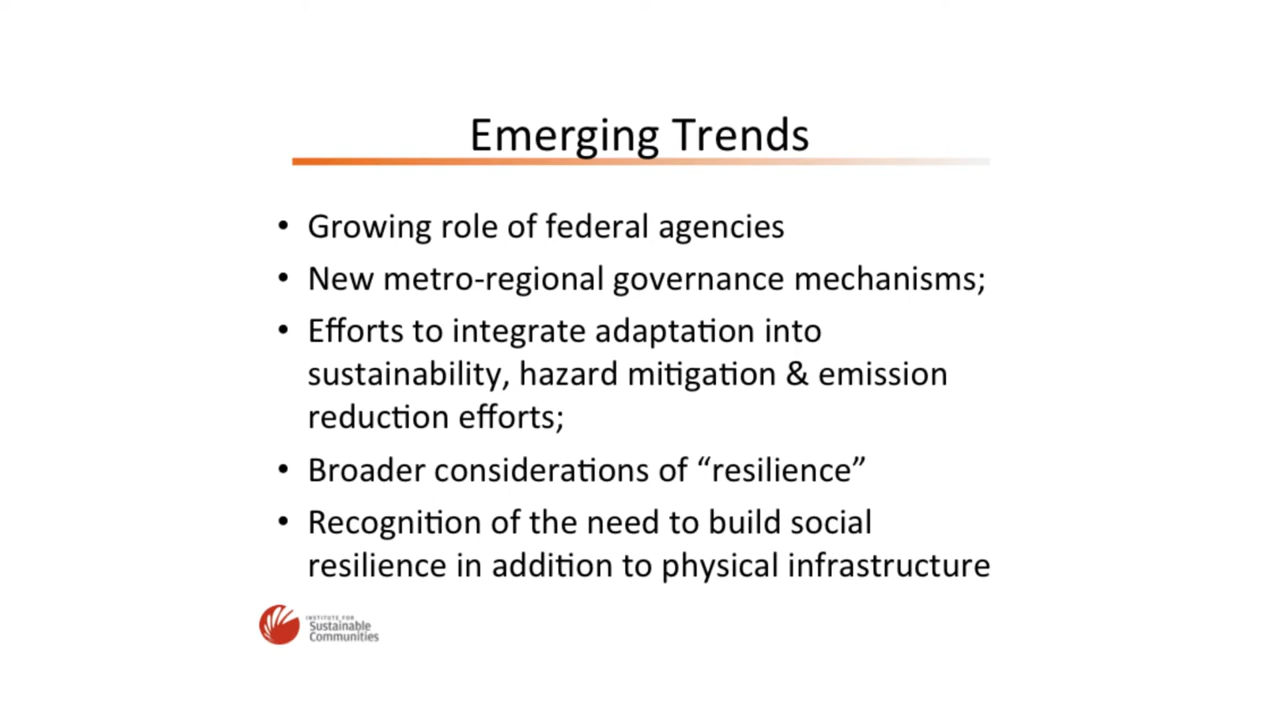 Emerging Trends
• Growing role of federal agencies
• New metro-regional governance mechanisms;
• Efforts to integrate adaptation into
sustainability, hazard mitigation & emission
reduction efforts;
• Broader considerations of “resilience”
• Recognition of the need to build social
resilience in addition to physical infrastructure
INSTITUTE FOR
Sustainable
Communities